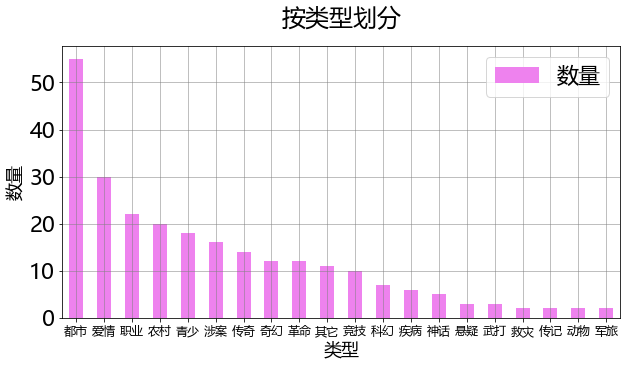 按类型划分
数量
数量
50
40
30
20
10
0
都市 爱情 职业 农村 青少 涉案 传奇 奇幻 革命 其它 竞技 科幻 疾病 神话 悬疑 武打 救灾 传记 动物 军旅
类型